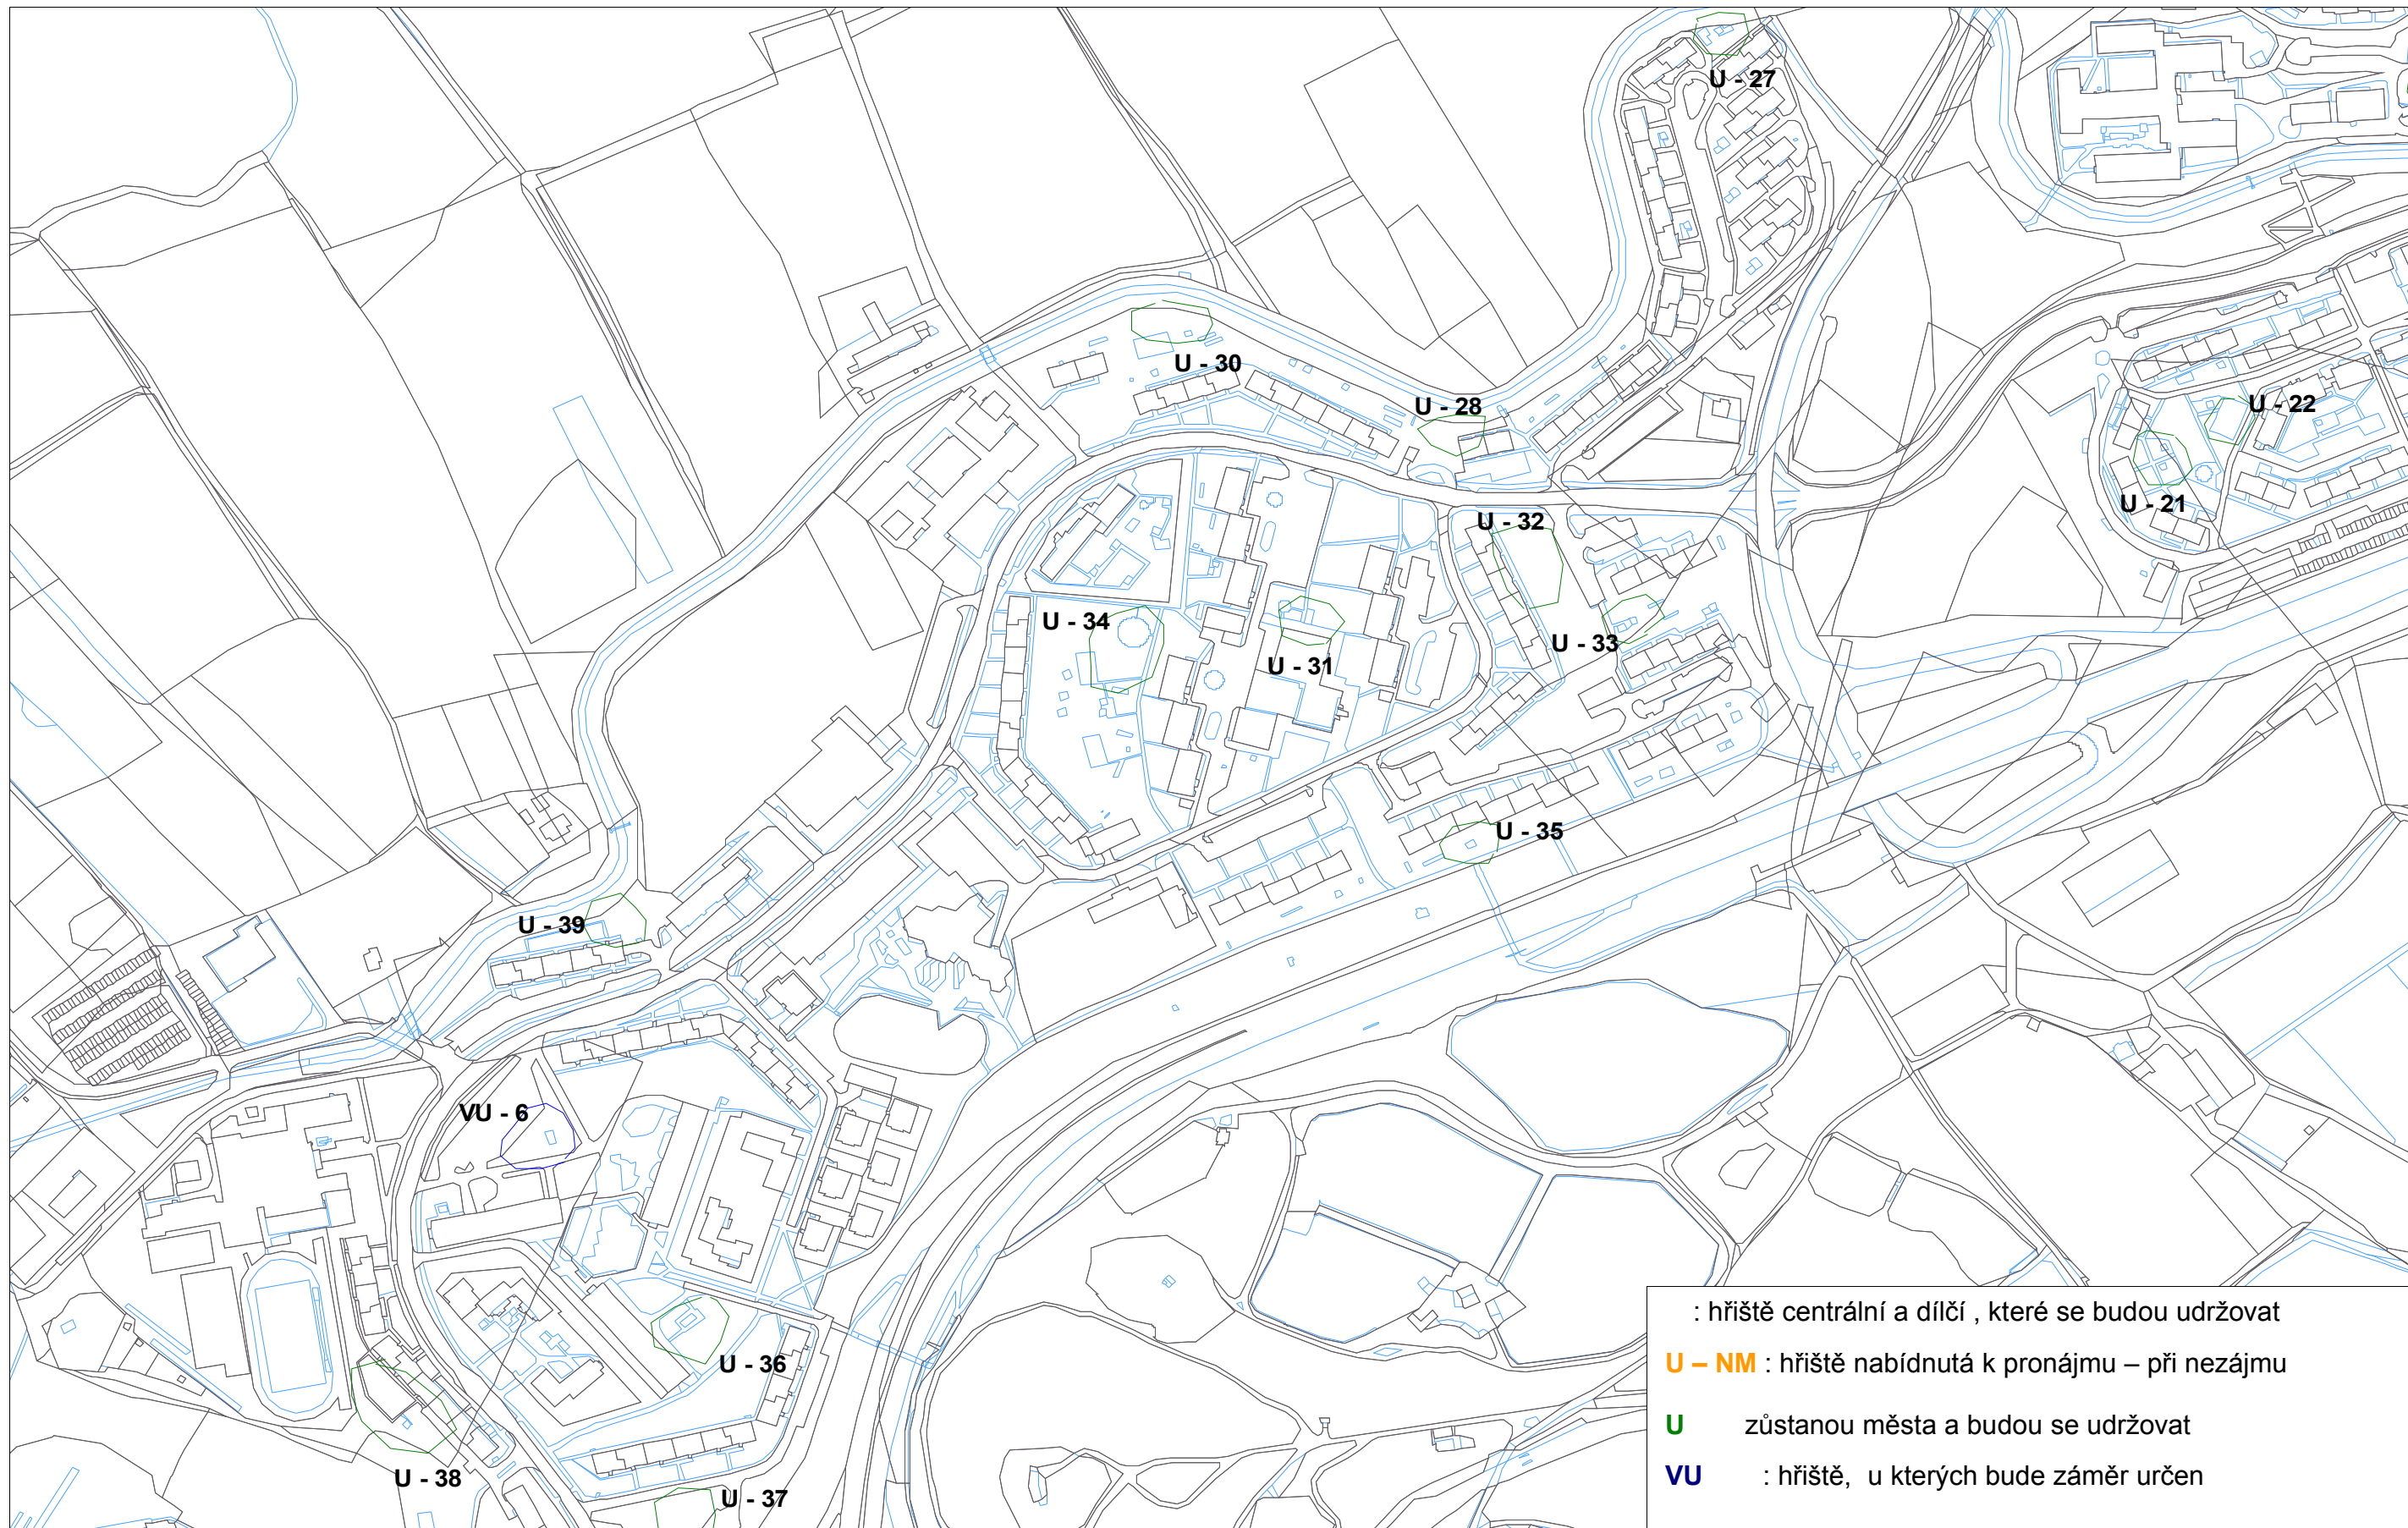 U - 27
U - 30
U - 28
U - 22
U - 21
U - 32
U - 34
U - 33
U - 31
U - 35
U - 39
VU - 6
U - 36
U - 38
U - 37
: hřiště centrální a dílčí , které se budou udržovat
U – NM : hřiště nabídnutá k pronájmu – při nezájmu
U zůstanou města a budou se udržovat
VU : hřiště, u kterých bude záměr určen